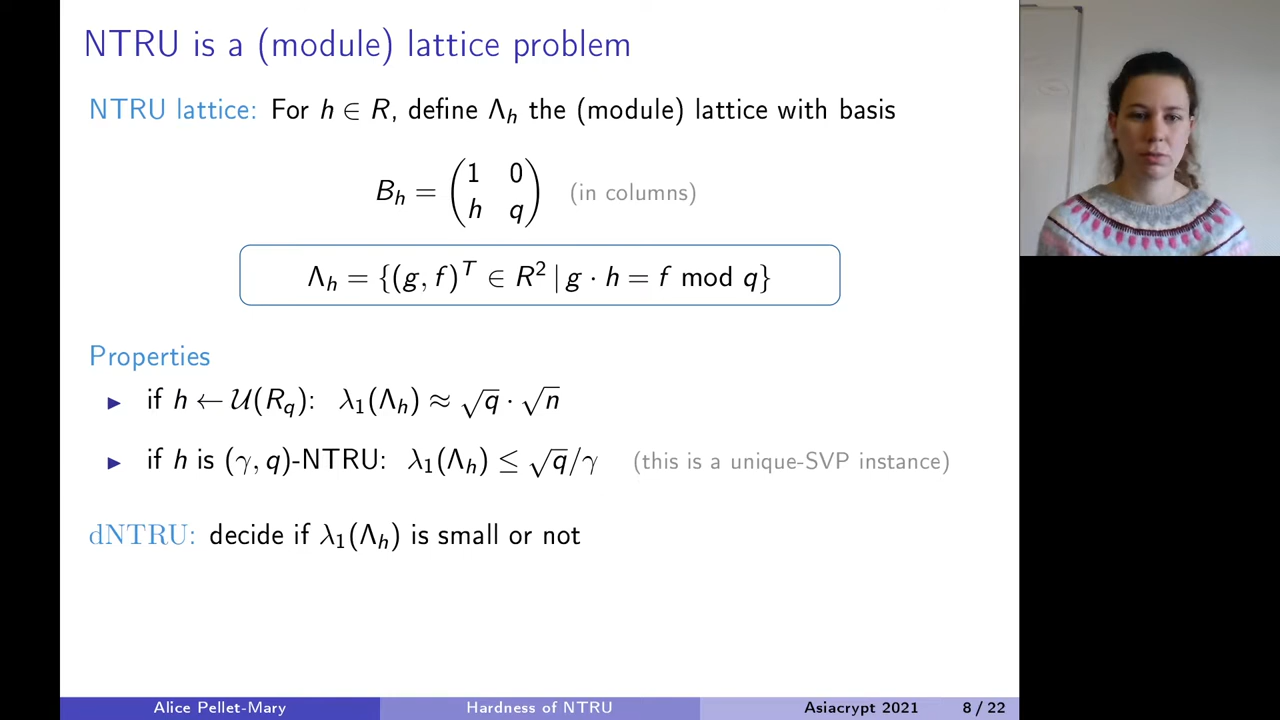 NTRU is a (module) lattice problem
NTRU lattice: For h ∈ R, define Λ_h the (module) lattice with basis
B_h = (1 0
h q) (in columns)
Λ_h = {(g, f)^T ∈ R^2 | g · h = f mod q}
Properties
► if h ← U(R_q): λ_1(Λ_h) ≈ √q · √n
► if h is (γ, q)-NTRU: λ_1(Λ_h) ≤ √q/γ (this is a unique-SVP instance)
dNTRU: decide if λ_1(Λ_h) is small or not
Alice Pellet-Mary Hardness of NTRU Asiacrypt 2021 8 / 22